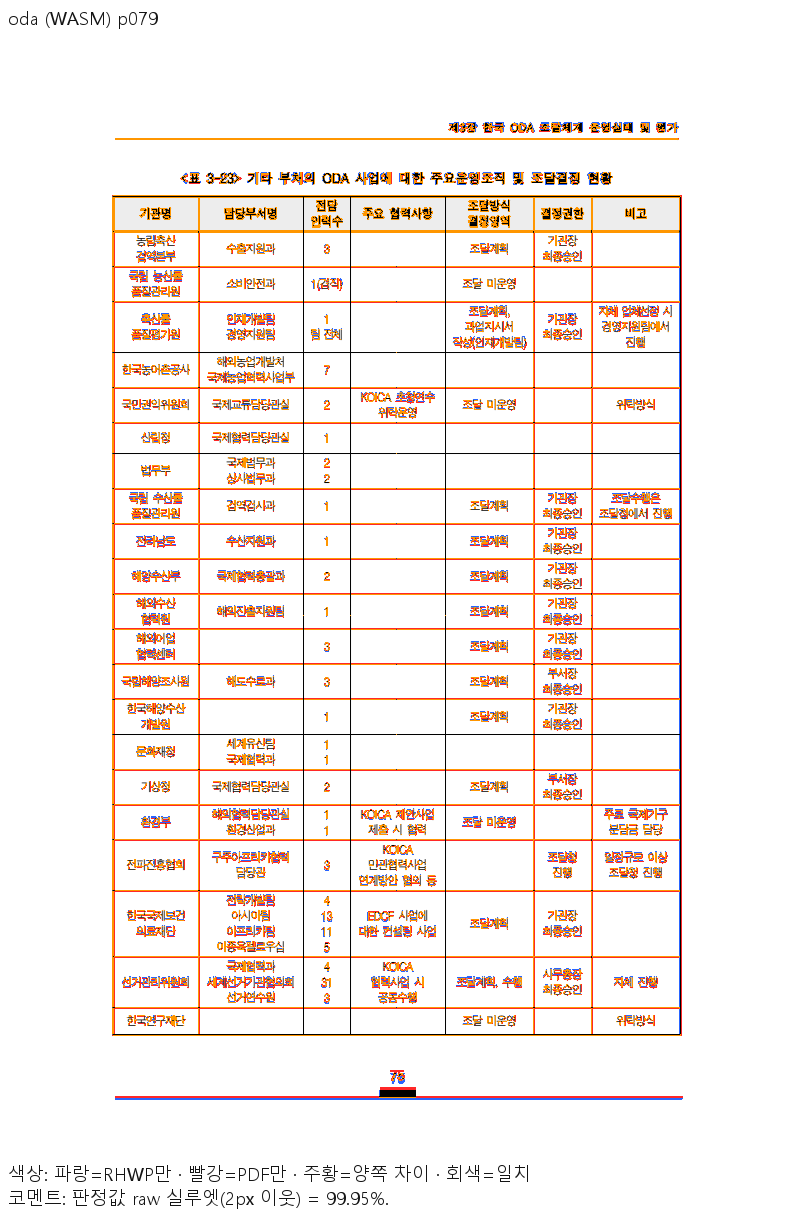 oda (WASM) p079
제3장 한국 ODA 조달체계 운영실태 및 평가
<표 3-23> 기타 부처의 ODA 사업에 대한 주요운영조직 및 조달결정 현황
기관명 담당부서명 전담 인력수 주요 협력사항 조달방식 결정영역 결정권한 비고
농림축산 검역본부 수출지원과 3 조달계획 기관장 최종승인
국립 농산물 품질관리원 소비안전과 1(겸직) 조달 미운영
축산물 품질평가원 인재개발팀 경영지원팀 1 팀 전체 조달계획, 과업지시서 작성(인재개발팀) 기관장 최종승인 자체 업체선정 시 경영지원팀에서 진행
한국농어촌공사 해외농업개발처 국제농업협력사업부 7
국민권익위원회 국제교류담당관실 2 KOICA 초청연수 위탁운영 조달 미운영 위탁방식
산림청 국제협력담당관실 1
법무부 국제법무과 상사법무과 2 2
국립 수산물 품질관리원 검역검사과 1 조달계획 기관장 최종승인 조달수행은 조달청에서 진행
전라남도 수산자원과 1 조달계획 기관장 최종승인
해양수산부 국제협력총괄과 2 조달계획 기관장 최종승인
해외수산 협력원 해외진출지원팀 1 조달계획 기관장 최종승인
해외어업 협력센터 3 조달계획 기관장 최종승인
국립해양조사원 해도수로과 3 조달계획 부서장 최종승인
한국해양수산 개발원 1 조달계획 기관장 최종승인
문화재청 세계유산팀 국제협력과 1 1
기상청 국제협력담당관실 2 조달계획 부서장 최종승인
환경부 해외협력담당관실 환경산업과 1 1 KOICA 제안사업 제출 시 협력 조달 미운영 주로 국제기구 분담금 담당
전파진흥협회 구주아프리카협력 담당관 3 KOICA 민관협력사업 연계방안 협의 등 조달청 진행 일정규모 이상 조달청 진행
한국국제보건 의료재단 전략개발팀 아시아팀 아프리카팀 이종욱펠로우십 4 13 11 5 EDCF 사업에 대한 컨설팅 사업 조달계획 기관장 최종승인
선거관리위원회 국제협력과 세계선거기관협의회 선거연수원 4 31 3 KOICA 협력사업 시 공동수행 조달계획, 수행 사무총장 최종승인 자체 진행
한국연구재단 조달 미운영 위탁방식
79
색상: 파랑=RHWP만 · 빨강=PDF만 · 주황=양쪽 차이 · 회색=일치
코멘트: 판정값 raw 실루엣(2px 이웃) = 99.95%.